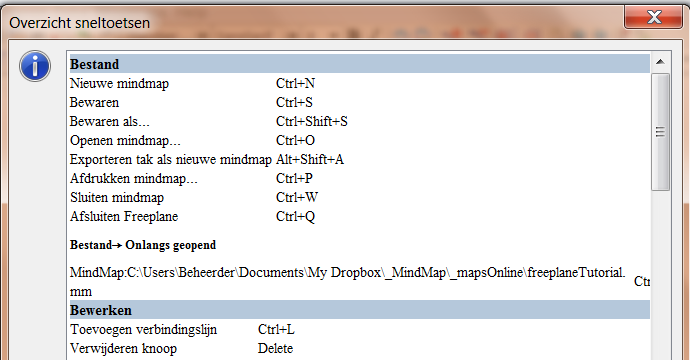 Overzicht sneltoetsen
Bestand
Nieuwe mindmap Ctrl+N
Bewaren Ctrl+S
Bewaren als... Ctrl+Shift+S
Openen mindmap... Ctrl+O
Exporteren tak als nieuwe mindmap Alt+Shift+A
Afdrukken mindmap... Ctrl+P
Sluiten mindmap Ctrl+W
Afsluiten Freeplane Ctrl+Q
Bestand→ Onlangs geopend
MindMap:C:\Users\Beheerder\Documents\My Dropbox\_MindMap\_mapsOnline\freeplaneTutorial.
mm Ctr
Bewerken
Toevoegen verbindingslijn Ctrl+L
Verwijderen knoop Delete